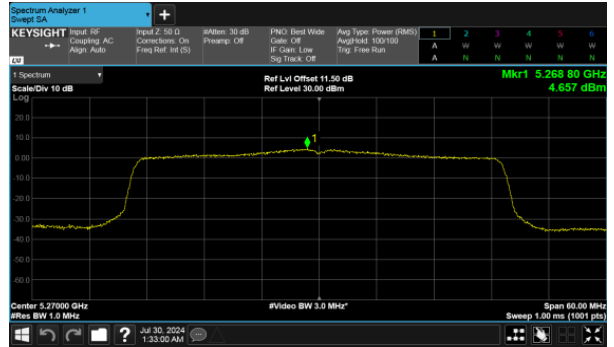 Spectrum Analyzer 1
Swept SA
+
KEYSIGHT Input: RF Input Z: 50 Ω #Atten: 30 dB PNO: Best Wide Avg Type: Power (RMS) 1 2 3 4 5 6
Coupling: AC Corrections: On Preamp: Off Gate: Off Avg|Hold: 100/100 A W W W W W
Align: Auto Freq Ref: Int (S) IF Gain: Low Trig: Free Run
Sig Track: Off A N N N N N
1 Spectrum
Ref Lvl Offset 11.50 dB Mkr1 5.268 80 GHz
Scale/Div 10 dB Ref Level 30.00 dBm 4.657 dBm
Log
20.0
1
10.0
0.00
-10.0
-20.0
-30.0
-40.0
-50.0
-60.0
Center 5.27000 GHz #Video BW 3.0 MHz* Span 60.00 MHz
#Res BW 1.0 MHz Sweep 1.00 ms (1001 pts)
? Jul 30, 2024
1:33:00 AM